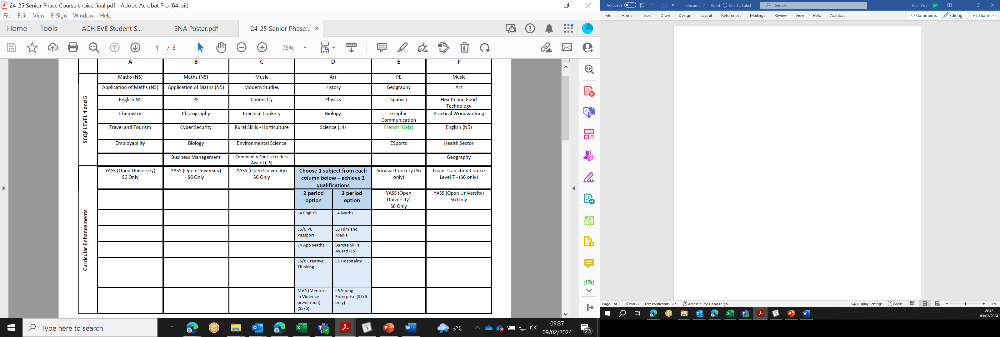 24-25 Senior Phase Course choice final.pdf - Adobe Acrobat Pro (64-bit)
File Edit View E-Sign Window Help
Home Tools ACHIEVE Student S... SNA Poster.pdf 24-25 Senior Phase... ×
1 / 3 75%
A B C D E F
SCQF LEVEL 4 and 5
Maths (N5) Maths (N5) Music Art PE Music
Application of Maths (N5) Application of Maths (N5) Modern Studies History Geography Art
English N5 PE Chemistry Physics Spanish Health and Food
Technology
Chemistry Photography Practical Cookery Biology Graphic Practical Woodworking
Communication
Travel and Tourism Cyber Security Rural Skills - Horticulture Science (L4) French (Gala) English (N5)
Employability Biology Environmental Science ESports Health Sector
Business Management Community Sports Leaders Geography
Award (L5)
Curricular Enhancements
YASS (Open University) YASS (Open University) YASS (Open University) Choose 1 subject from each Survival Cookery (S6 Leaps Transition Course
S6 Only S6 Only S6 Only column below – achieve 2 only) Level 7 - (S6 only)
qualifications
2 period 3 period YASS (Open YASS (Open University)
option option University) S6 Only
S6 Only
L4 English L4 Maths
L5/6 PC L5 Film and
Passport Media
L4 App Maths Barista Skills
Award (L5)
L5/6 Creative L5 Hospitality
Thinking
MVP (Mentors L6 Young
in Violence Enterprise (S5/6
prevention) only)
(S5/6)
Type here to search
3°C
09:37
09/02/2024
23
AutoSave Document1 - Word Select a Label Search Blair, Vicki BV
File Home Insert Draw Design Layout References Mailings Review View Help Acrobat Comments Editing Share
Page 1 of 1 0 words Text Predictions: On Accessibility: Good to go Display Settings Focus 100%
09:37
09/02/2024